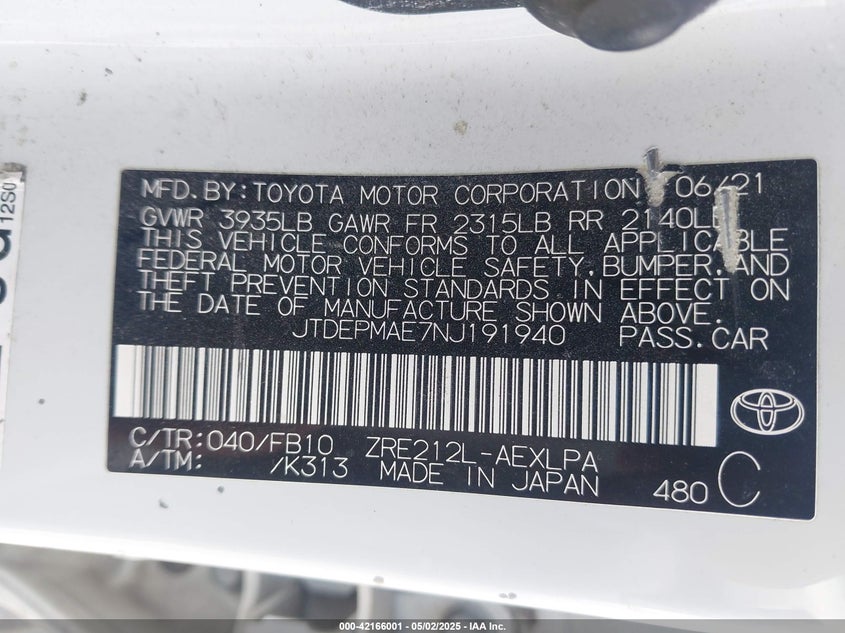 MFD. BY: TOYOTA MOTOR CORPORATION 06/21
GVWR 3935LB GAWR FR 2315LB RR 2140LB
THIS VEHICLE CONFORMS TO ALL APPLICABLE
FEDERAL MOTOR VEHICLE SAFETY, BUMPER, AND
THEFT PREVENTION STANDARDS IN EFFECT ON
THE DATE OF MANUFACTURE SHOWN ABOVE.
JTDEPMAE7NJ191940 PASS. CAR
C/TR: 040/FB10 ZRE212L-AEXLPA
A/TM: /K313 MADE IN JAPAN 480 C
12S0
000-42166001 - 05/02/2025 - IAA Inc.